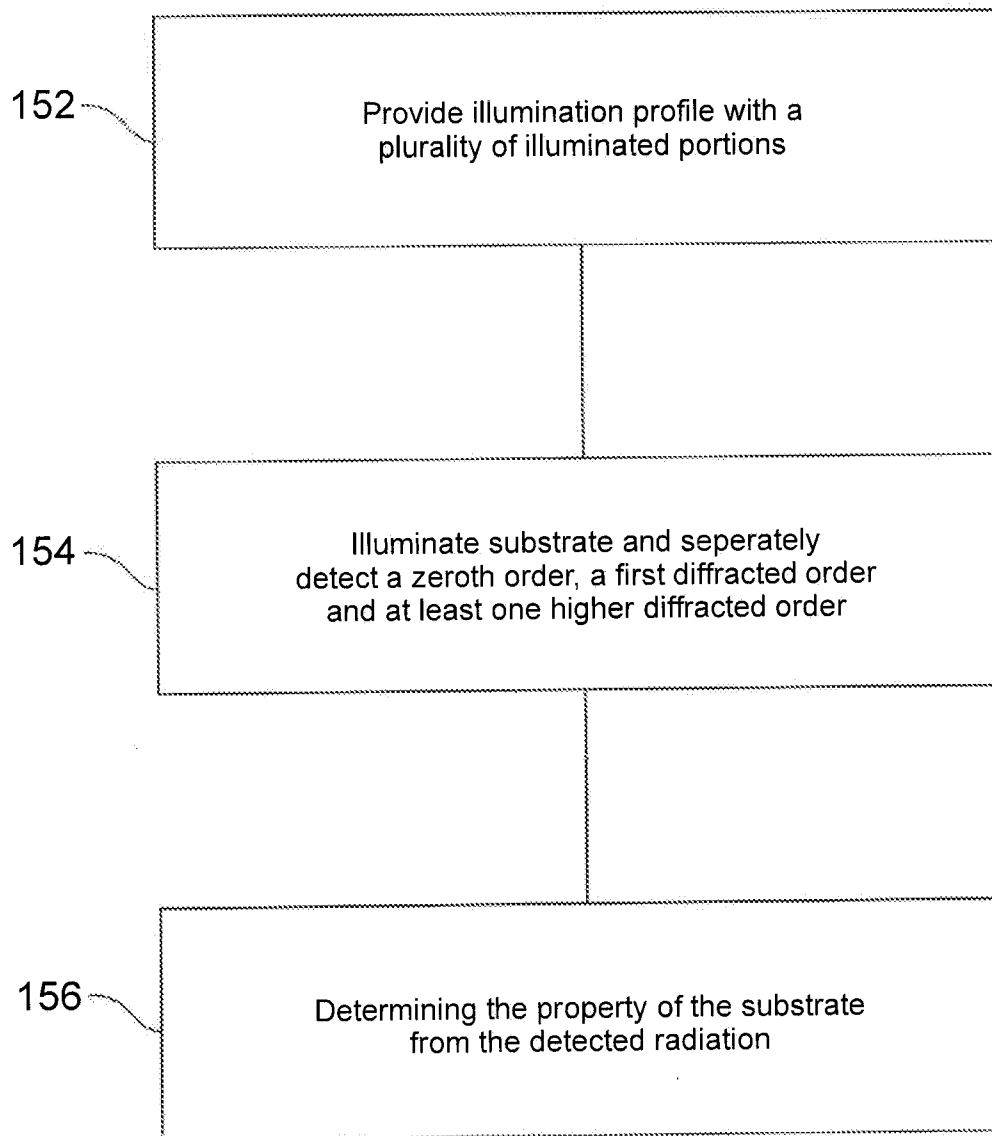 152
Provide illumination profile with a
plurality of illuminated portions
154
Illuminate substrate and seperately
detect a zeroth order, a first diffracted order
and at least one higher diffracted order
156
Determining the property of the substrate
from the detected radiation